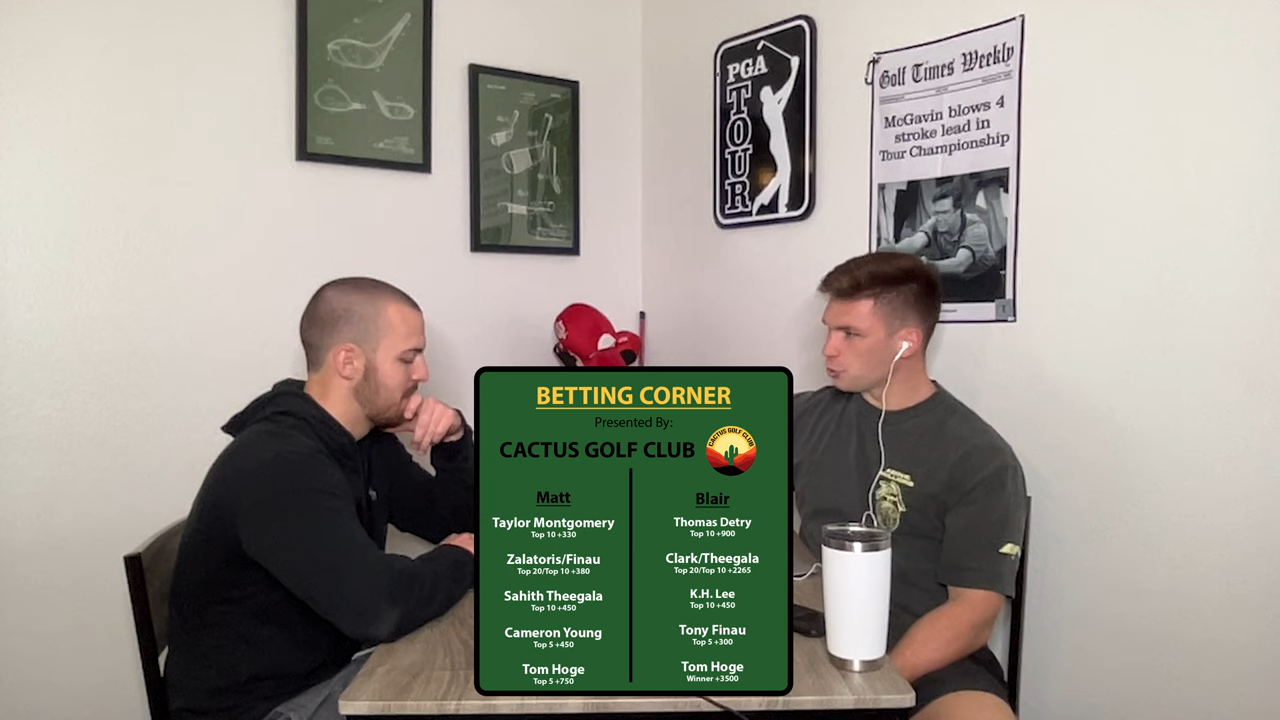 PGA
TOUR
Golf Times Weekly
McGavin blows 4
stroke lead in
Tour Championship
BETTING CORNER
Presented By:
CACTUS GOLF CLUB
CACTUS GOLF CLUB
Matt
Taylor Montgomery
Top 10 +330
Zalatoris/Finau
Top 20/Top 10 +380
Sahith Theegala
Top 10 +450
Cameron Young
Top 5 +450
Tom Hoge
Top 5 +750
Blair
Thomas Detry
Top 10 +900
Clark/Theegala
Top 20/Top 10 +2265
K.H. Lee
Top 10 +450
Tony Finau
Top 5 +300
Tom Hoge
Winner +3500